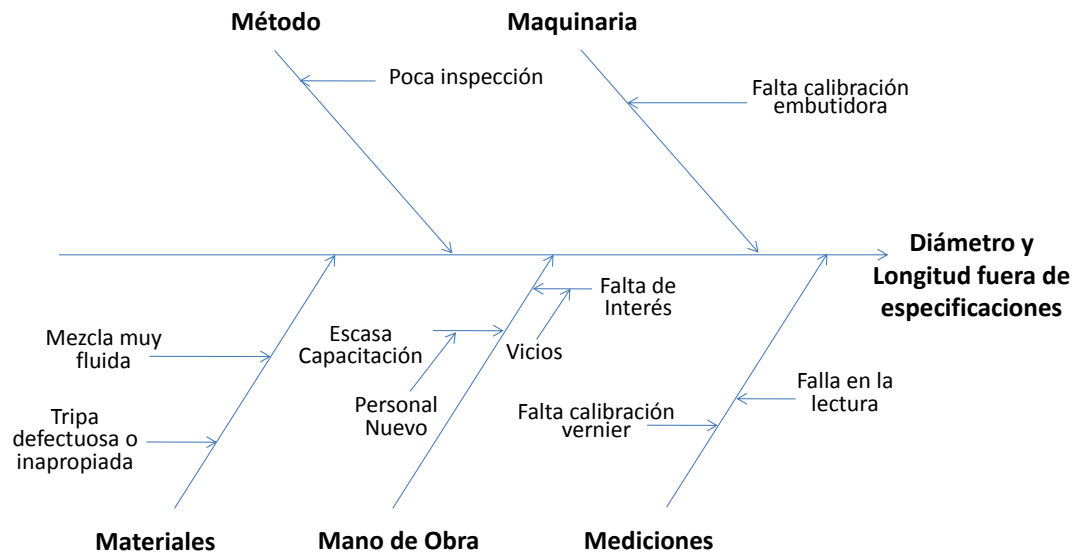 Método
Maquinaria
Poca inspección
Falta calibración
embutidora
Diámetro y
Longitud fuera de
especificaciones
Falta de
Interés
Escasa
Capacitación
Vicios
Mezcla muy
fluida
Personal
Nuevo
Falla en la
lectura
Falta calibración
vernier
Tripa
defectuosa o
inapropiada
Materiales
Mano de Obra
Mediciones